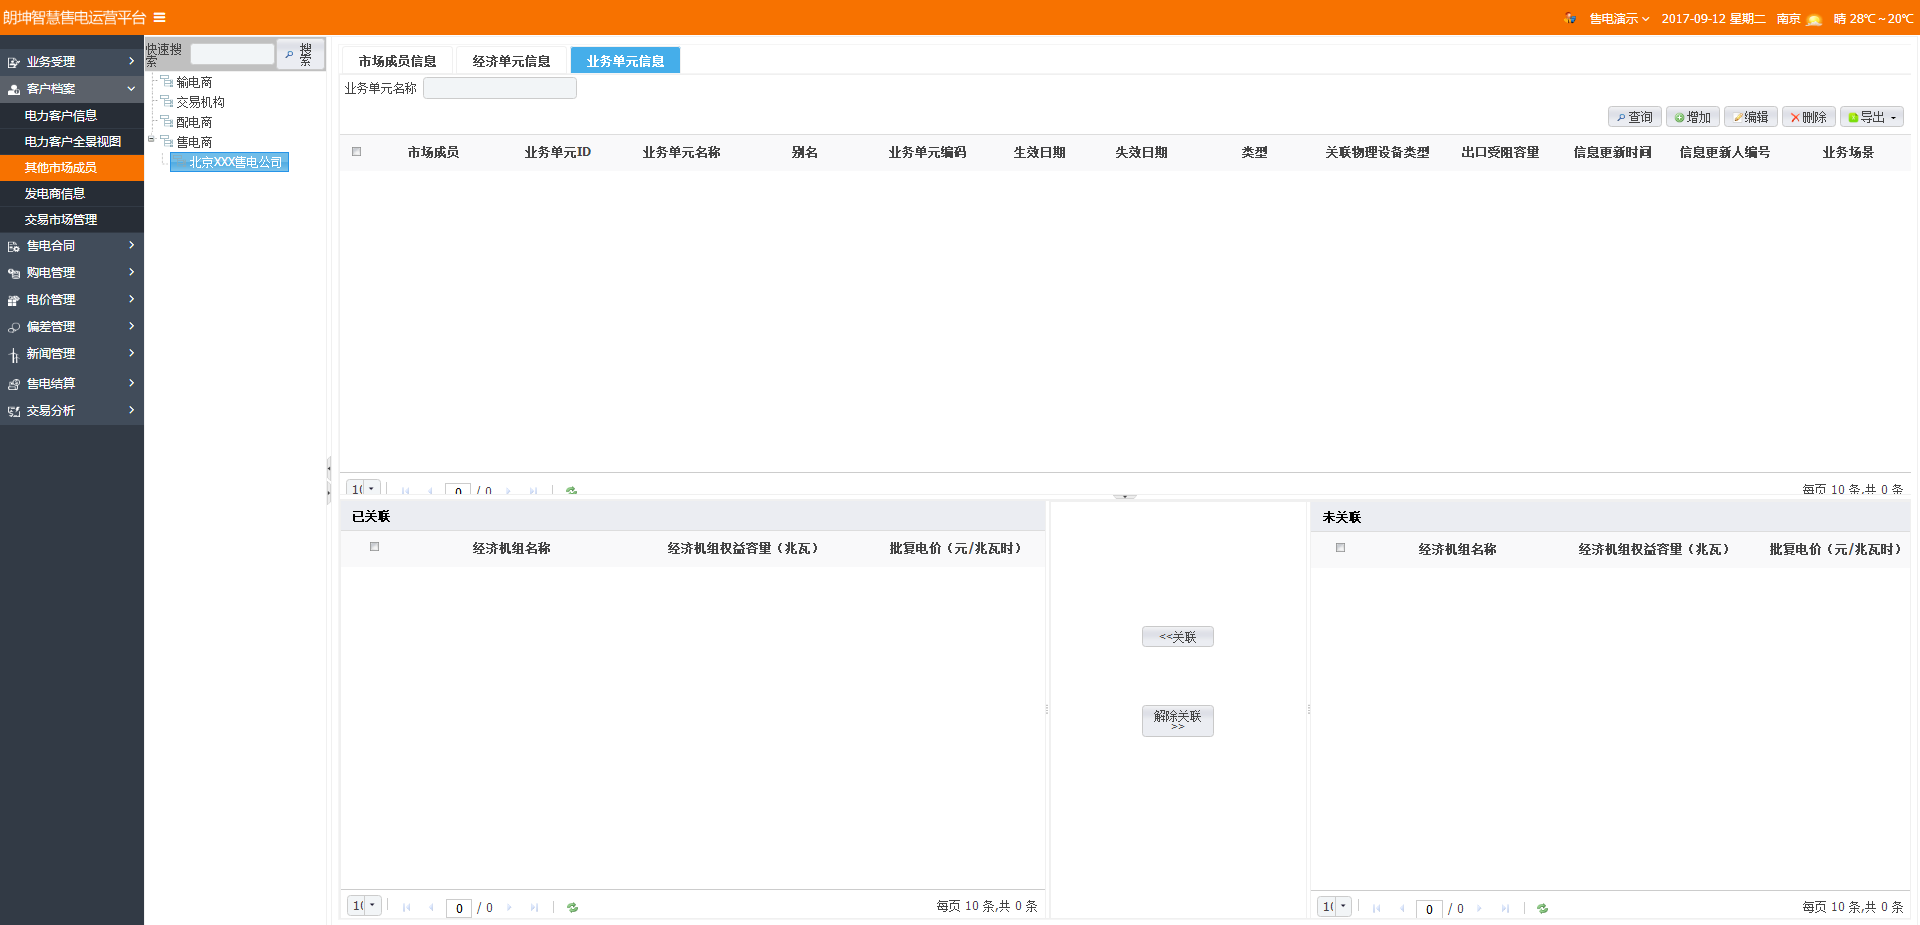 朗坤智慧售电运营平台
售电演示 2017-09-12 星期二 南京 晴 28℃~20℃
业务受理
客户档案
电力客户信息
电力客户全景视图
其他市场成员
发电商信息
交易市场管理
售电合同
购电管理
电价管理
偏差管理
新闻管理
售电结算
交易分析
快速搜索 搜索
输电商
交易机构
配电商
售电商
北京XXX售电公司
市场成员信息 经济单元信息 业务单元信息
业务单元名称
查询 增加 编辑 删除 导出
市场成员 业务单元ID 业务单元名称 别名 业务单元编码 生效日期 失效日期 类型 关联物理设备类型 出口受阻容量 信息更新时间 信息更新人编号 业务场景
10 0 / 0 每页 10 条,共 0 条
已关联
经济机组名称 经济机组权益容量（兆瓦） 批复电价（元/兆瓦时）
10 0 / 0 每页 10 条,共 0 条
<<关联
解除关联
>>
未关联
经济机组名称 经济机组权益容量（兆瓦） 批复电价（元/兆瓦时）
10 0 / 0 每页 10 条,共 0 条